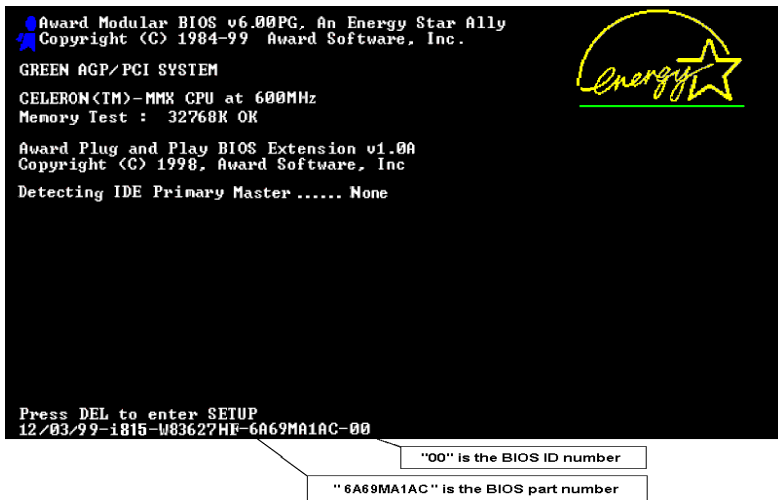 Award Modular BIOS v6.00PG, An Energy Star Ally
Copyright (C) 1984-99 Award Software, Inc.
energy
GREEN AGP/PCI SYSTEM
CELERON(TM)-MMX CPU at 600MHz
Memory Test : 32768K OK
Award Plug and Play BIOS Extension v1.0A
Copyright (C) 1998, Award Software, Inc
Detecting IDE Primary Master ...... None
Press DEL to enter SETUP
12/03/99-i815-W83627HF-6A69MA1AC-00
"00" is the BIOS ID number
"6A69MA1AC" is the BIOS part number